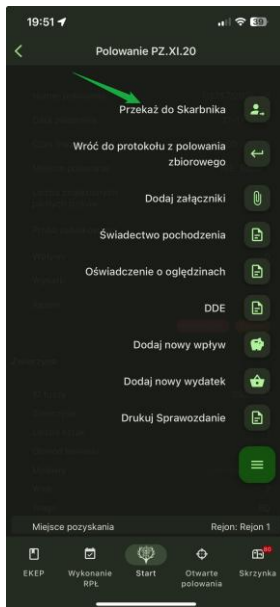 19:51
Polowanie PZ.XI.20
Przekaż do Skarbnika
Wróć do protokołu z polowania
zbiorowego
Dodaj załączniki
Świadectwo pochodzenia
Oświadczenie o oględzinach
DDE
Dodaj nowy wpływ
Dodaj nowy wydatek
Drukuj Sprawozdanie
Miejsce pozyskania Rejon: Rejon 1
EKEP
Wykonanie
RPŁ
Start
Otwarte
polowania
Skrzynka